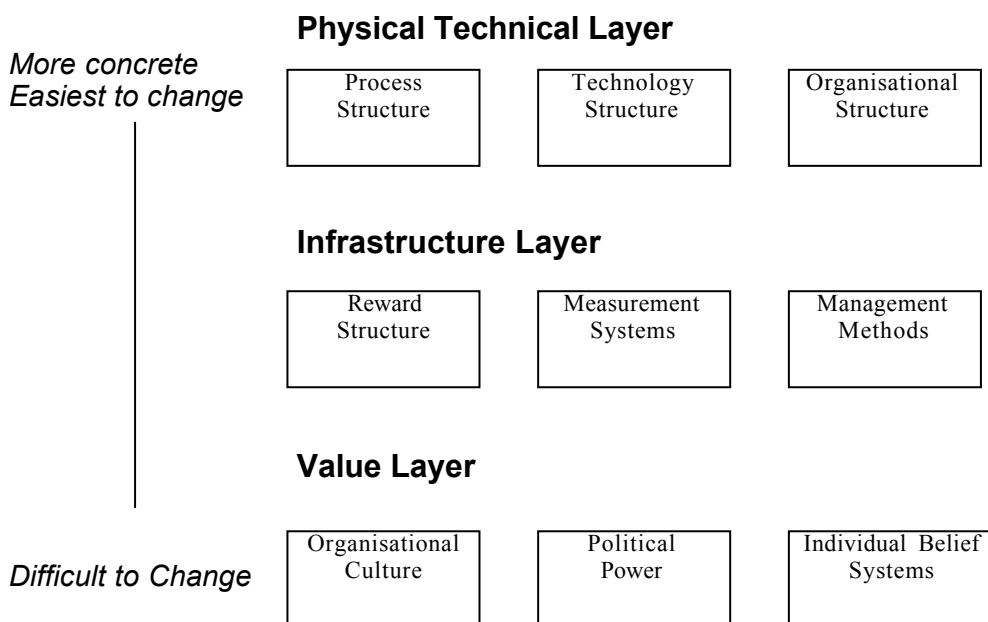 Physical Technical Layer
More concrete
Easiest to change
Process
Structure
Technology
Structure
Organisational
Structure
Infrastructure Layer
Reward
Structure
Measurement
Systems
Management
Methods
Value Layer
Difficult to Change
Organisational
Culture
Political
Power
Individual Belief
Systems